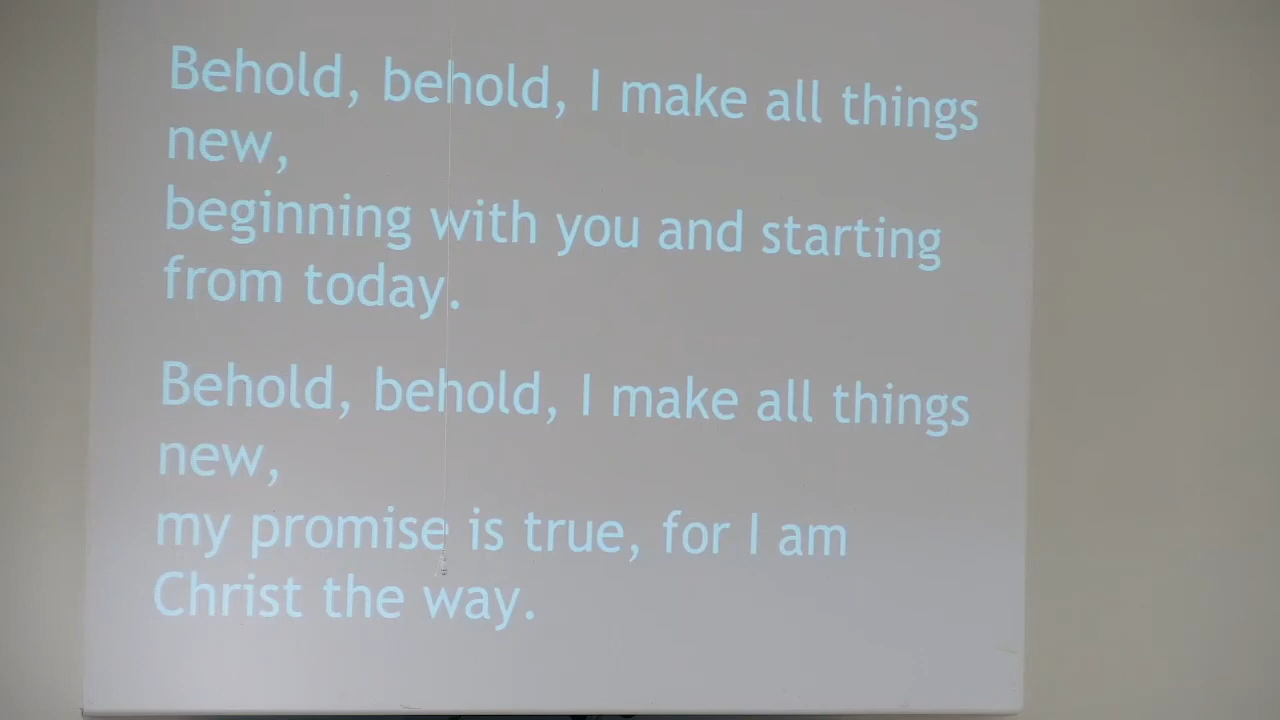 Behold, behold, I make all things
new,
beginning with you and starting
from today.
Behold, behold, I make all things
new,
my promise is true, for I am
Christ the way.